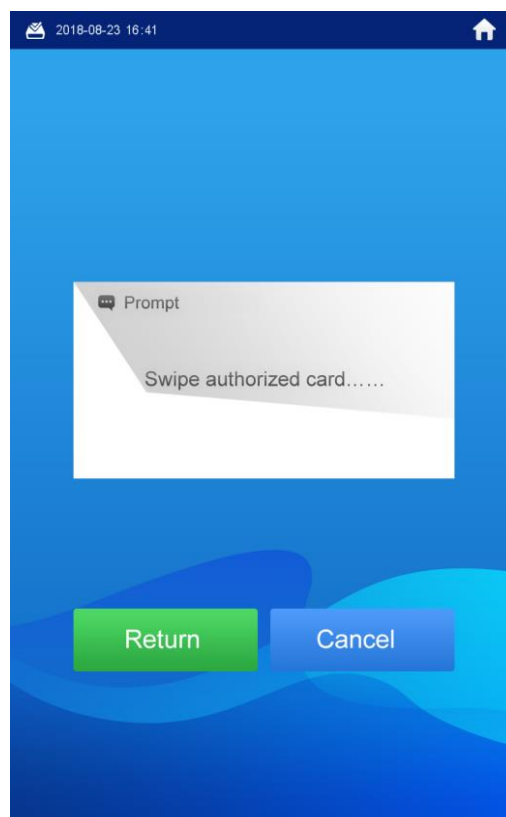 2018-08-23 16:41
Prompt
Swipe authorized card……
Return
Cancel